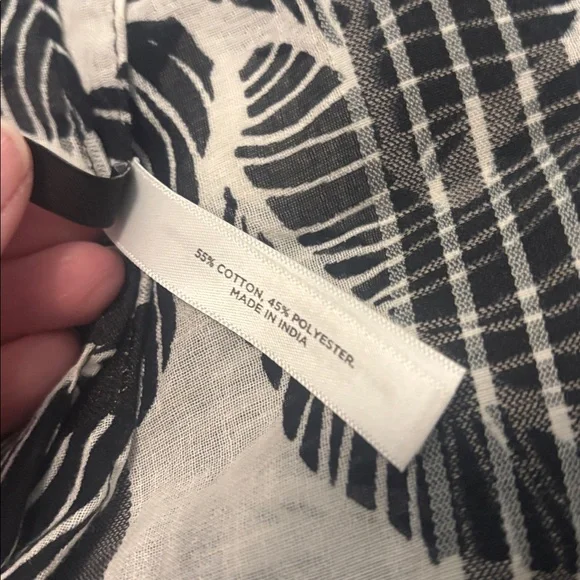 55% COTTON, 45% POLYESTER.
MADE IN INDIA